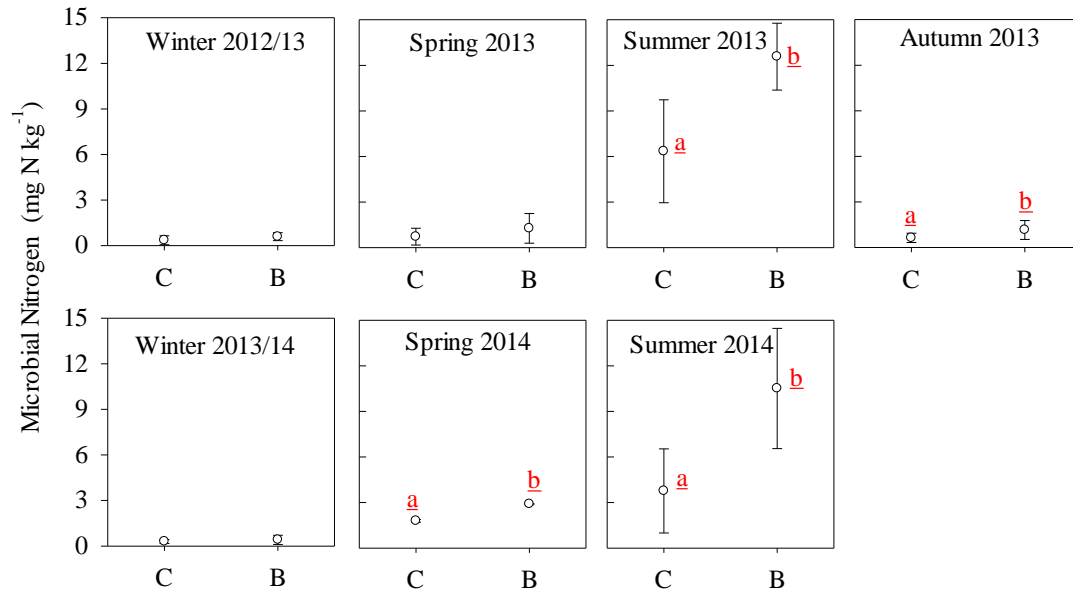 Microbial Nitrogen (mg N kg⁻¹)
15
12
9
6
3
0
Winter 2012/13
C B
Spring 2013
C B
Summer 2013
a
b
C B
Autumn 2013
a
b
C B
15
12
9
6
3
0
Winter 2013/14
C B
Spring 2014
a
b
C B
Summer 2014
a
b
C B